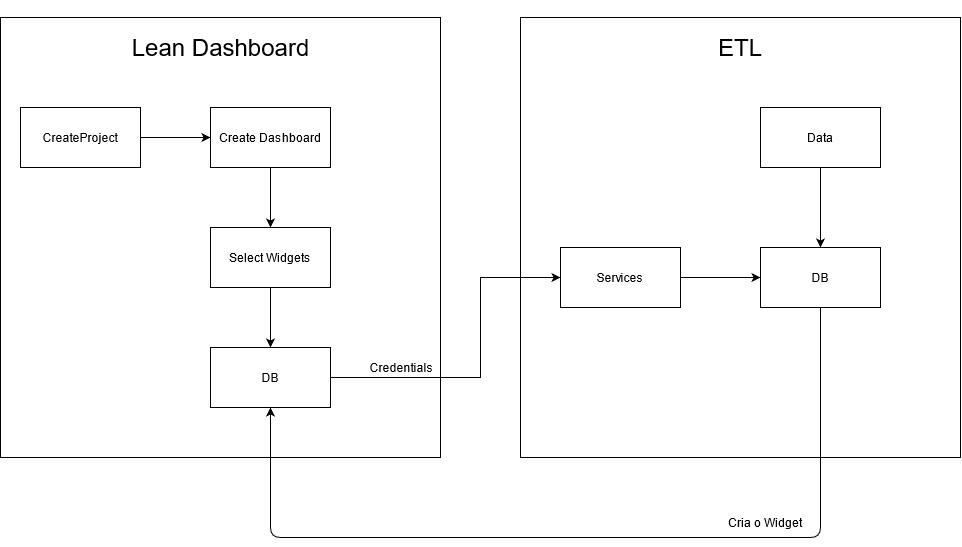 Lean Dashboard
ETL
CreateProject
Create Dashboard
Data
Select Widgets
Services
DB
DB
Credentials
Cria o Widget